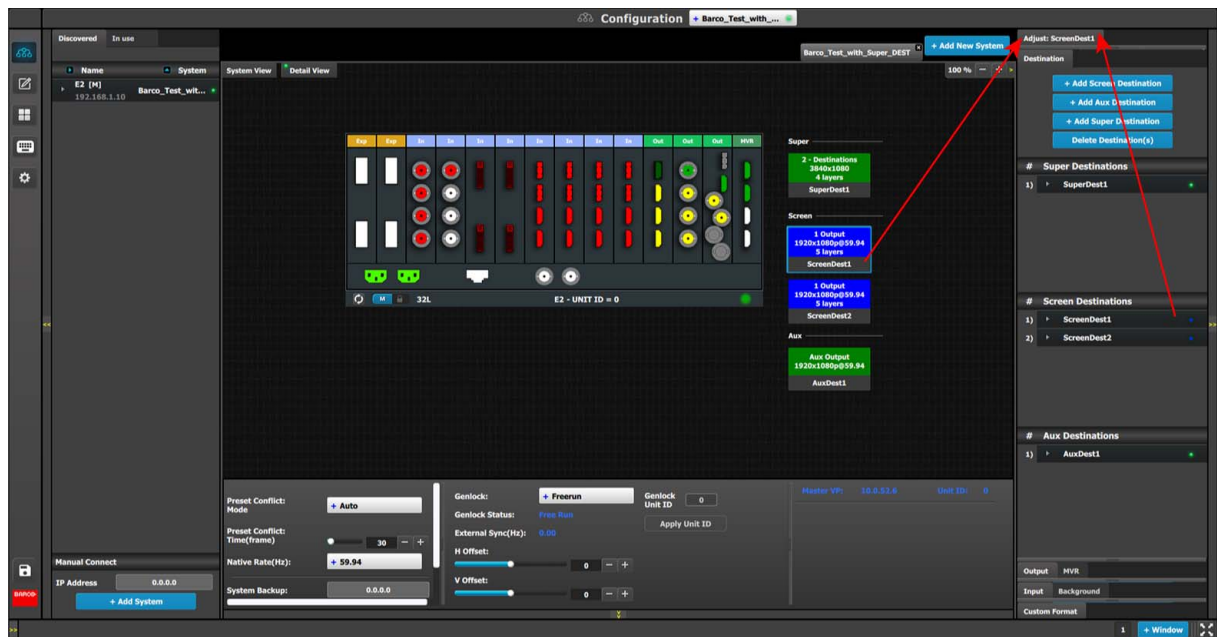 Configuration + Barco_Test_with_...
Discovered In use
Name System
E2 [M]
192.168.1.10
Barco_Test_wit...
System View Detail View
Barco_Test_with_Super_DEST
+ Add New System
100 % − +
Exp Exp In In In In In In In In Out Out Out MVR
M 32L E2 - UNIT ID = 0
Super
2 - Destinations
3840x1080
4 layers
SuperDest1
Screen
1 Output
1920x1080p@59.94
5 layers
ScreenDest1
1 Output
1920x1080p@59.94
5 layers
ScreenDest2
Aux
Aux Output
1920x1080p@59.94
AuxDest1
Adjust: ScreenDest1
Destination
+ Add Screen Destination
+ Add Aux Destination
+ Add Super Destination
Delete Destination(s)
# Super Destinations
1) SuperDest1
# Screen Destinations
1) ScreenDest1
2) ScreenDest2
# Aux Destinations
1) AuxDest1
Output MVR
Input Background
Custom Format
Preset Conflict:
Mode
+ Auto
Preset Conflict:
Time(frame)
30 − +
Native Rate(Hz): + 59.94
System Backup: 0.0.0.0
Genlock: + Freerun
Genlock Status: Free Run
External Sync(Hz): 0.00
H Offset:
0 − +
V Offset:
0 − +
Genlock
Unit ID
0
Apply Unit ID
Master VP: 10.0.52.6 Unit ID: 0
Manual Connect
IP Address 0.0.0.0
+ Add System
BARCO
1 + Window